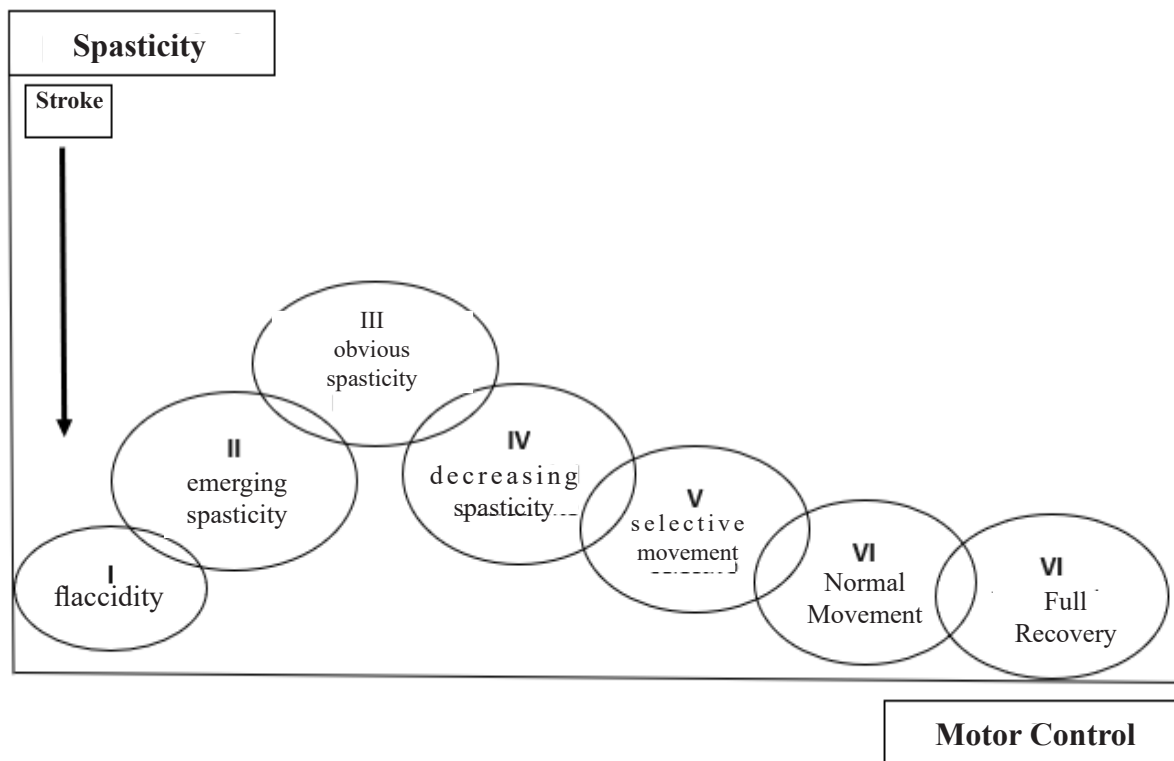 Spasticity
Stroke
III
obvious
spasticity
II
emerging
spasticity
IV
decreasing
spasticity
V
selective
movement
I
flaccidity
VI
Normal
Movement
VI
Full
Recovery
Motor Control